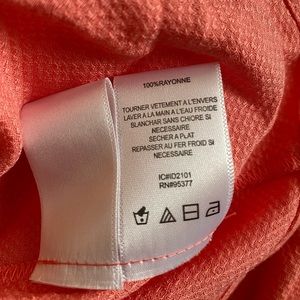 100%RAYONNE
TOURNER VETEMENT A L'ENVERS
LAVER A LA MAIN A L'EAU FROIDE
BLANCHAR SANS CHLORE SI
NECESSAIRE
SECHER A PLAT
REPASSER AU FER FROID SI
NECESSAIRE
IC#ID2101
RN#95377